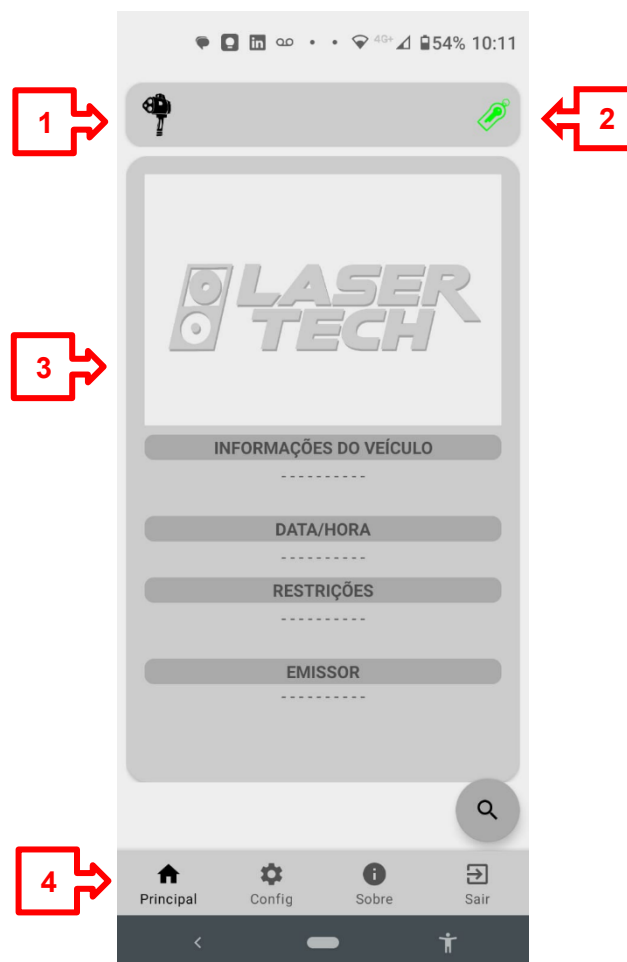 4G+ 54% 10:11
1
2
LASER
TECH
3
INFORMAÇÕES DO VEÍCULO
----------
DATA/HORA
----------
RESTRIÇÕES
----------
EMISSOR
----------
4
Principal Config Sobre Sair